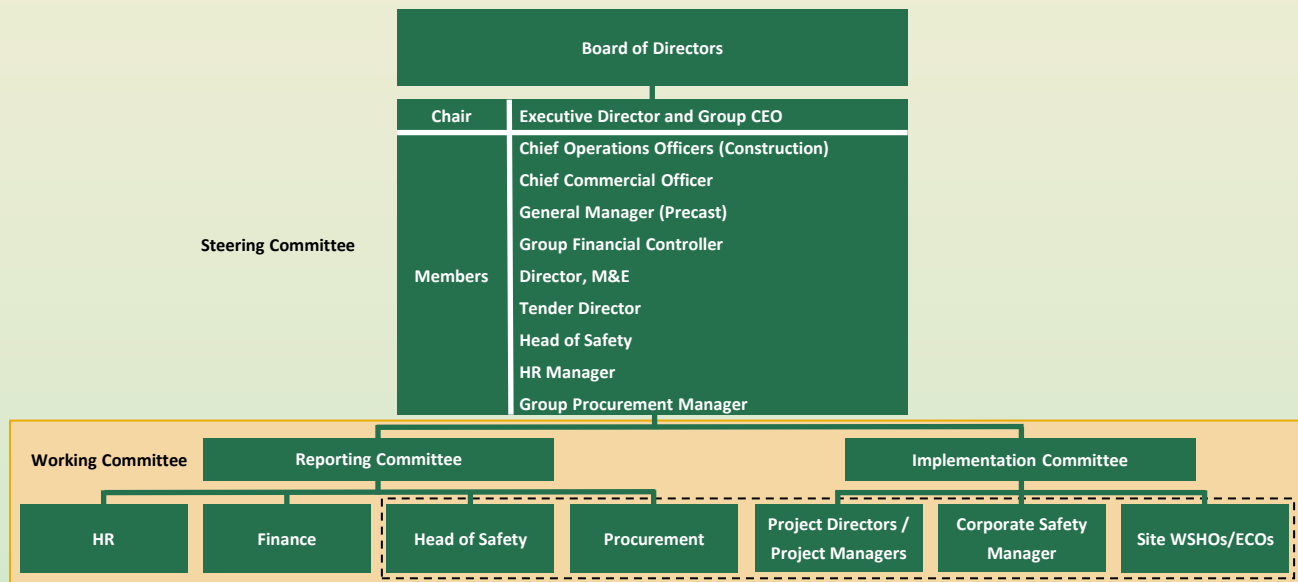 Board of Directors
Chair
Executive Director and Group CEO
Steering Committee
Members
Chief Operations Officers (Construction)
Chief Commercial Officer
General Manager (Precast)
Group Financial Controller
Director, M&E
Tender Director
Head of Safety
HR Manager
Group Procurement Manager
Working Committee
Reporting Committee
Implementation Committee
HR
Finance
Head of Safety
Procurement
Project Directors /
Project Managers
Corporate Safety
Manager
Site WSHOs/ECOs